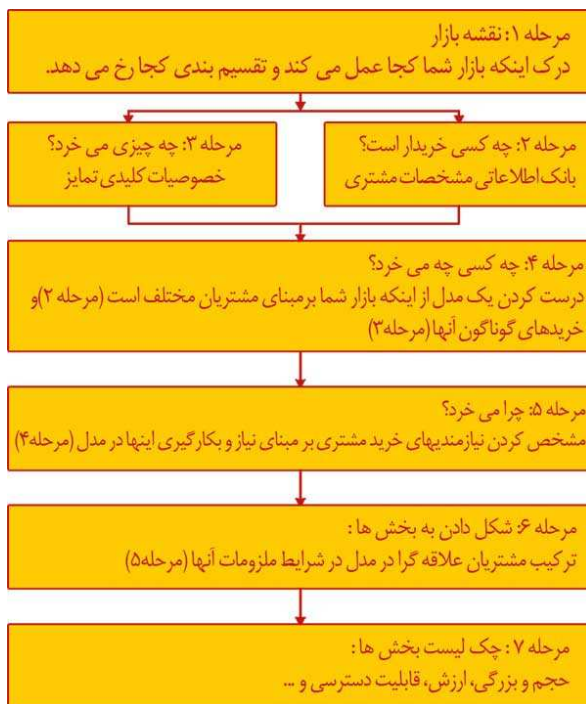 مرحله ۱: نقشه بازار
درک اینکه بازار شما کجا عمل می کند و تقسیم بندی کجا رخ می دهد.
مرحله ۲: چه کسی خریدار است؟
بانک اطلاعاتی مشخصات مشتری
مرحله ۳: چه چیزی می خرد؟
خصوصیات کلیدی تمایز
مرحله ۴: چه کسی چه می خرد؟
درست کردن یک مدل از اینکه بازار شما بر مبنای مشتریان مختلف است (مرحله ۲)و
خریدهای گوناگون آنها(مرحله۳)
مرحله ۵: چرا می خرد؟
مشخص کردن نیازمندیهای خرید مشتری بر مبنای نیاز و بکارگیری اینها در مدل (مرحله۴)
مرحله ۶: شکل دادن به بخش ها :
ترکیب مشتریان علاقه گرا در مدل در شرایط ملزومات آنها (مرحله۵)
مرحله ۷ : چک لیست بخش ها :
حجم و بزرگی، ارزش، قابلیت دسترسی و ...